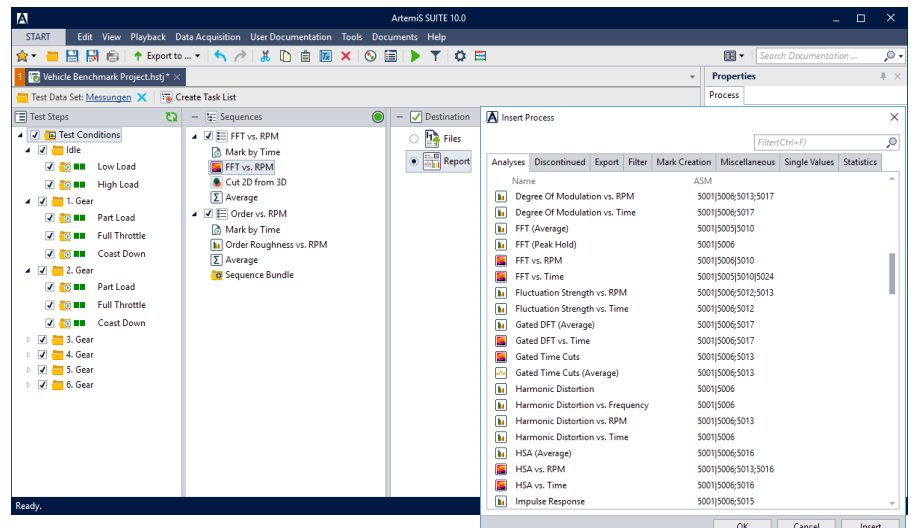 ArtemiS SUITE 10.0
START Edit View Playback Data Acquisition User Documentation Tools Documents Help
Export to ...
Search Documentation ...
1 Vehicle Benchmark Project.hstj*
Properties
Test Data Set: Messungen Create Task List
Process
Test Steps
Test Conditions
Idle
Low Load
High Load
1. Gear
Part Load
Full Throttle
Coast Down
2. Gear
Part Load
Full Throttle
Coast Down
3. Gear
4. Gear
5. Gear
6. Gear
Sequences
FFT vs. RPM
Mark by Time
FFT vs. RPM
Cut 2D from 3D
Average
Order vs. RPM
Mark by Time
Order Roughness vs. RPM
Average
Sequence Bundle
Destination
Files
Report
Insert Process
Filter(Ctrl+F)
Analyses Discontinued Export Filter Mark Creation Miscellaneous Single Values Statistics
Name ASM
Degree Of Modulation vs. RPM 5001|5006;5013;5017
Degree Of Modulation vs. Time 5001|5006;5017
FFT (Average) 5001|5005|5010
FFT (Peak Hold) 5001|5006
FFT vs. RPM 5001|5006|5010
FFT vs. Time 5001|5005|5010|5024
Fluctuation Strength vs. RPM 5001|5006;5012;5013
Fluctuation Strength vs. Time 5001|5006;5012
Gated DFT (Average) 5001|5006;5017
Gated DFT vs. Time 5001|5006;5017
Gated Time Cuts 5001|5006;5013
Gated Time Cuts (Average) 5001|5006;5013
Harmonic Distortion 5001|5006
Harmonic Distortion vs. Frequency 5001|5006
Harmonic Distortion vs. RPM 5001|5006;5013
Harmonic Distortion vs. Time 5001|5006
HSA (Average) 5001|5006;5016
HSA vs. RPM 5001|5006;5013;5016
HSA vs. Time 5001|5006;5016
Impulse Response 5001|5006;5015
OK Cancel Insert
Ready.